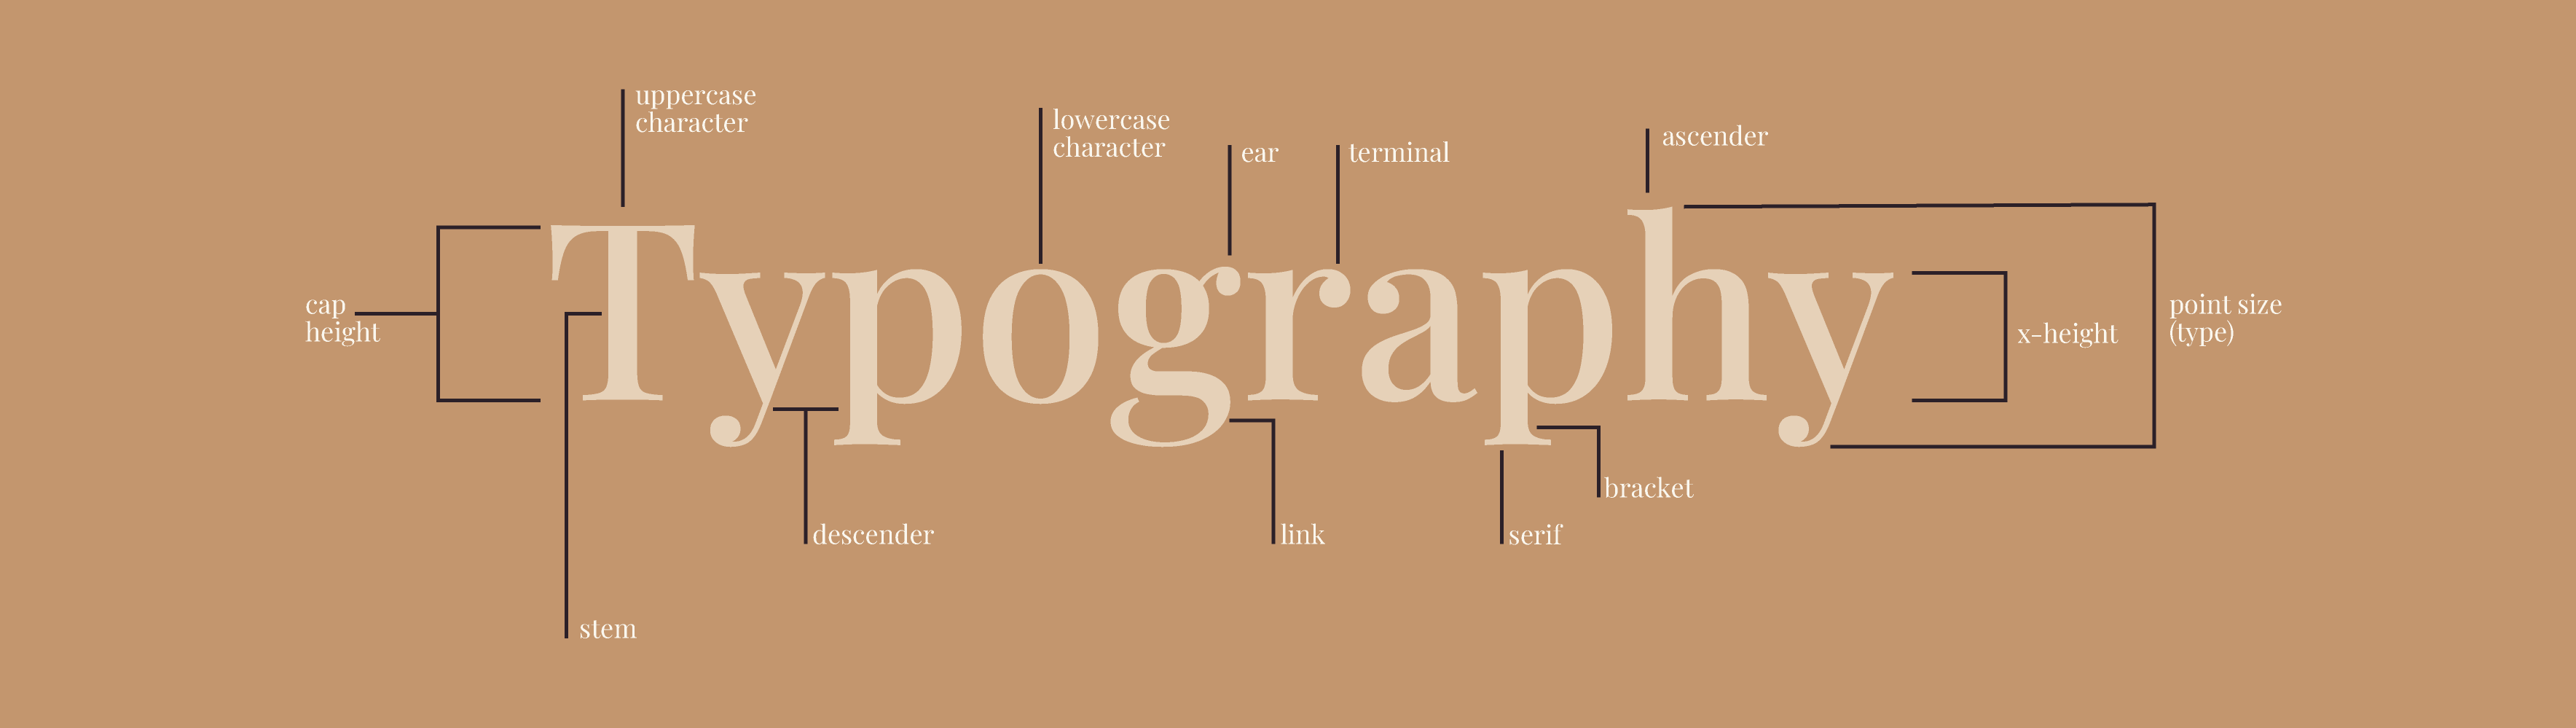 uppercase
character
lowercase
character
ear
terminal
ascender
Typography
cap
height
point size
(type)
x-height
bracket
descender
link
serif
stem